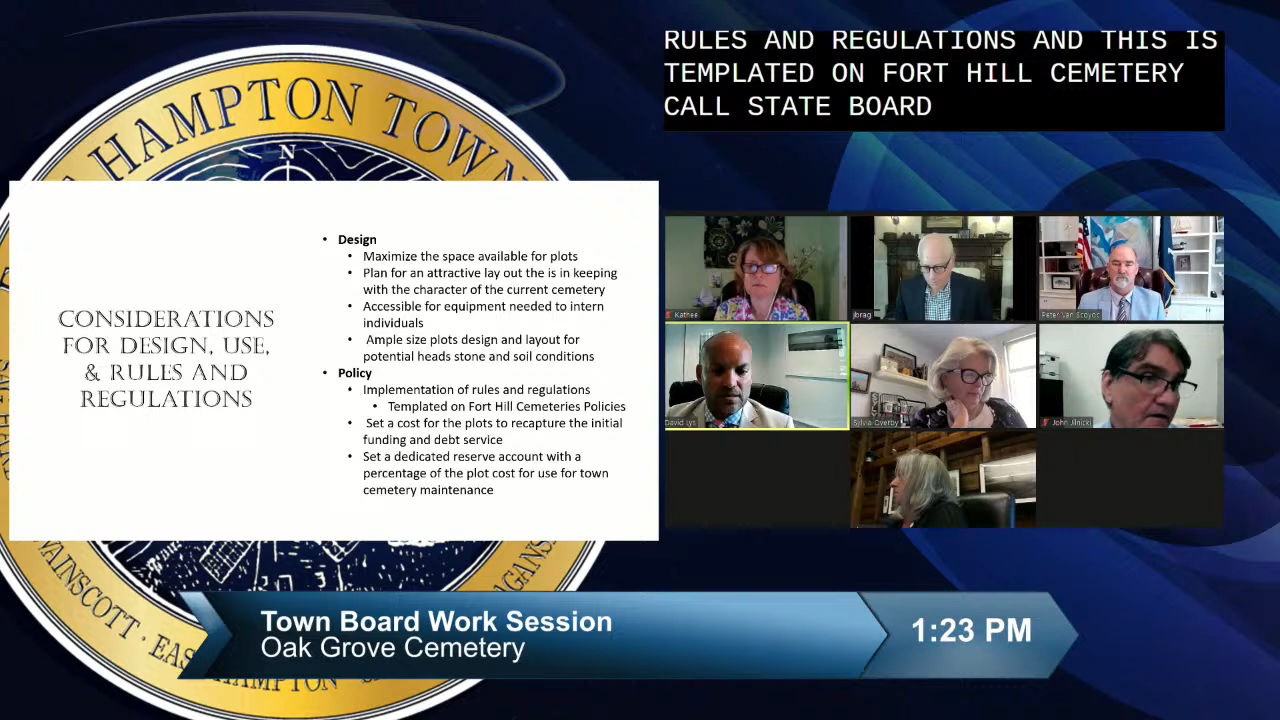 RULES AND REGULATIONS AND THIS IS
TEMPLATED ON FORT HILL CEMETERY
CALL STATE BOARD
HAMPTON TOWN
N
CONSIDERATIONS
FOR DESIGN, USE,
& RULES AND
REGULATIONS
• Design
• Maximize the space available for plots
• Plan for an attractive lay out the is in keeping
with the character of the current cemetery
• Accessible for equipment needed to intern
individuals
• Ample size plots design and layout for
potential heads stone and soil conditions
• Policy
• Implementation of rules and regulations
• Templated on Fort Hill Cemeteries Policies
• Set a cost for the plots to recapture the initial
funding and debt service
• Set a dedicated reserve account with a
percentage of the plot cost for use for town
cemetery maintenance
Kathee
jbrag
Peter Van Scoyoc
David Lys
Sylvia Overby
John Jilnicki
WAINSCOTT · EAS
HAMPTON
Town Board Work Session
Oak Grove Cemetery
1:23 PM